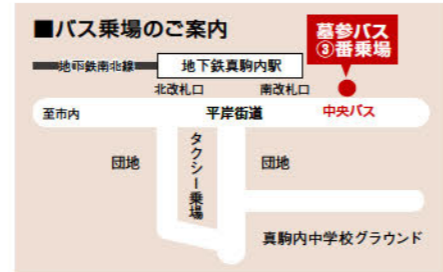 ■バス乗場のご案内
墓参バス
③番乗場
地下鉄南北線
地下鉄真駒内駅
北改札口
南改札口
至市内
平岸街道
中央バス
団地
タクシー乗場
団地
真駒内中学校グラウンド